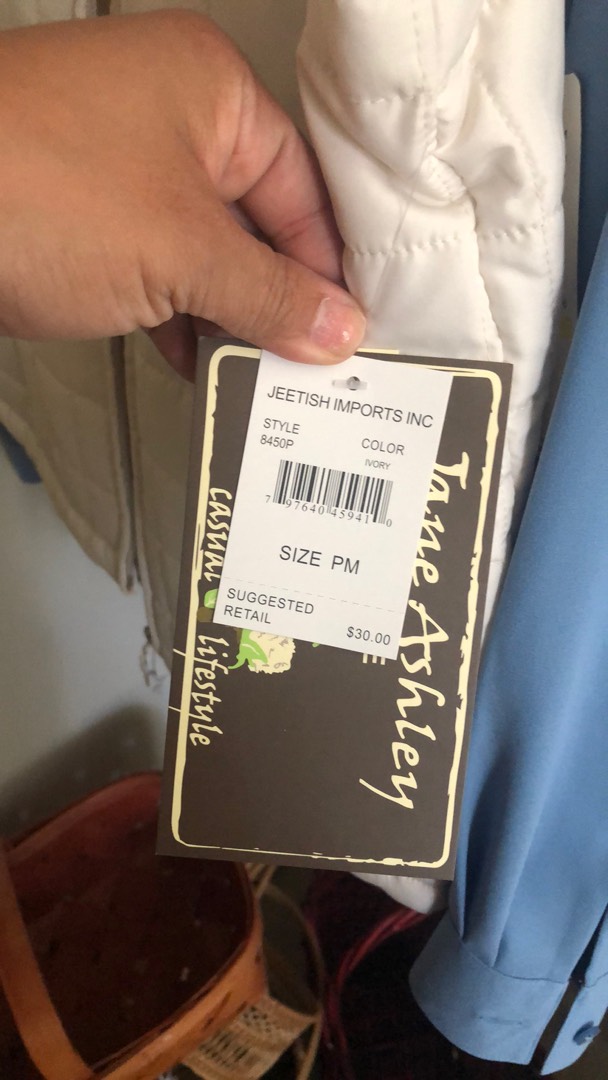 JEETISH IMPORTS INC
STYLE
8450P
COLOR
IVORY
7 97640 45941 0
SIZE PM
SUGGESTED
RETAIL
$30.00
Jane Ashley
casual lifestyle